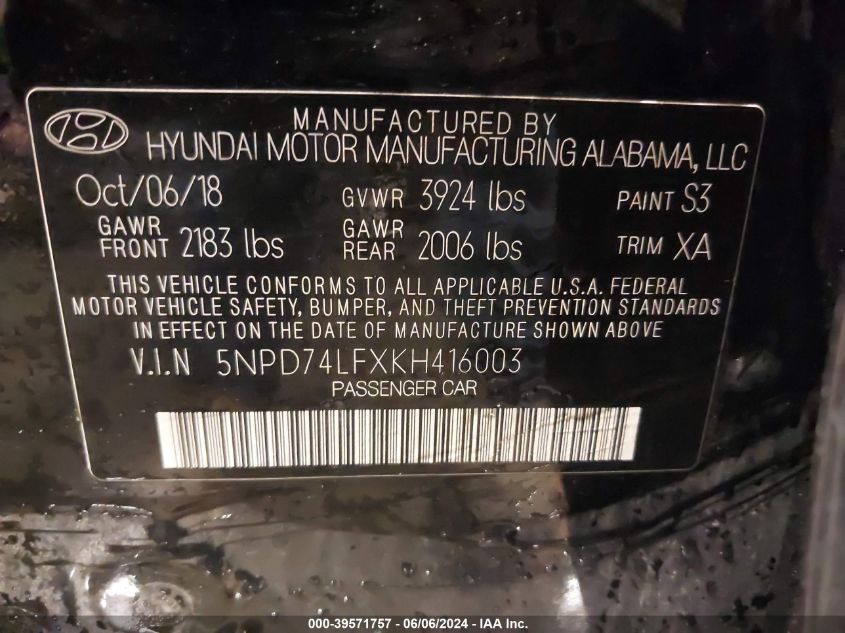 MANUFACTURED BY
HYUNDAI MOTOR MANUFACTURING ALABAMA, LLC
Oct/06/18 GVWR 3924 lbs PAINT S3
GAWR FRONT 2183 lbs GAWR REAR 2006 lbs TRIM XA
THIS VEHICLE CONFORMS TO ALL APPLICABLE U.S.A. FEDERAL
MOTOR VEHICLE SAFETY, BUMPER, AND THEFT PREVENTION STANDARDS
IN EFFECT ON THE DATE OF MANUFACTURE SHOWN ABOVE.
V.I.N 5NPD74LFXKH416003
PASSENGER CAR
000-39571757 - 06/06/2024 - IAA Inc.